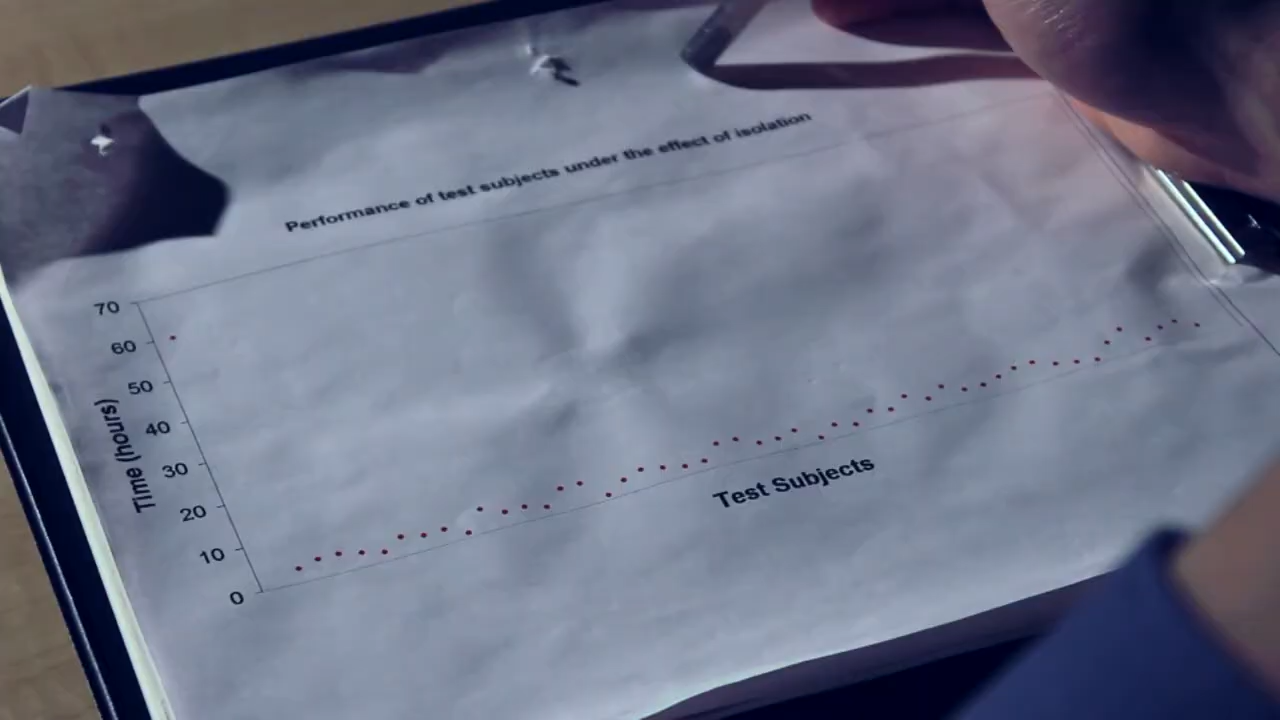 Performance of test subjects under the effect of isolation
70
60
50
40
30
20
10
0
Time (hours)
Test Subjects